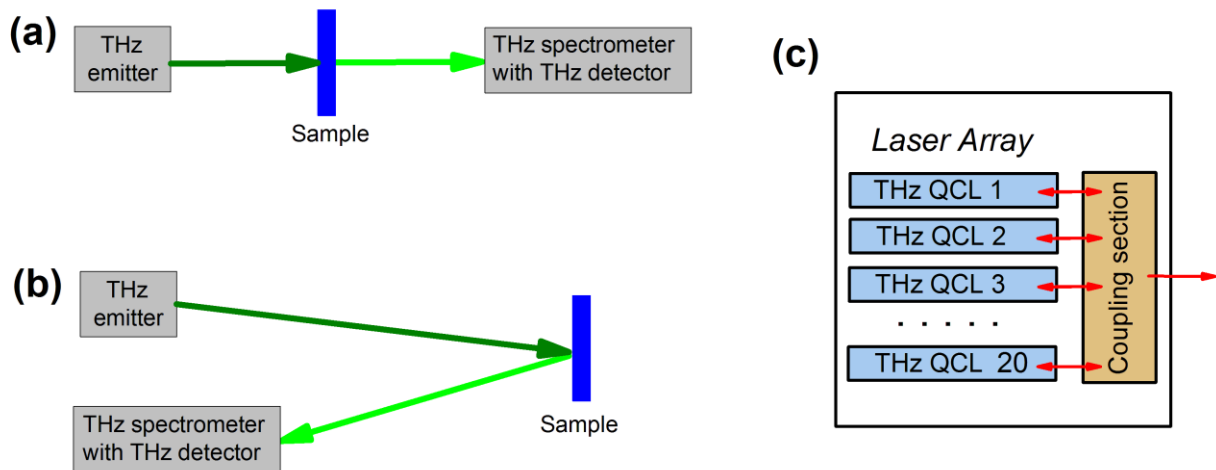 (a)
THz
emitter
Sample
THz spectrometer
with THz detector
(b)
THz
emitter
Sample
THz spectrometer
with THz detector
(c)
Laser Array
THz QCL 1
THz QCL 2
THz QCL 3
. . . . .
THz QCL 20
Coupling section